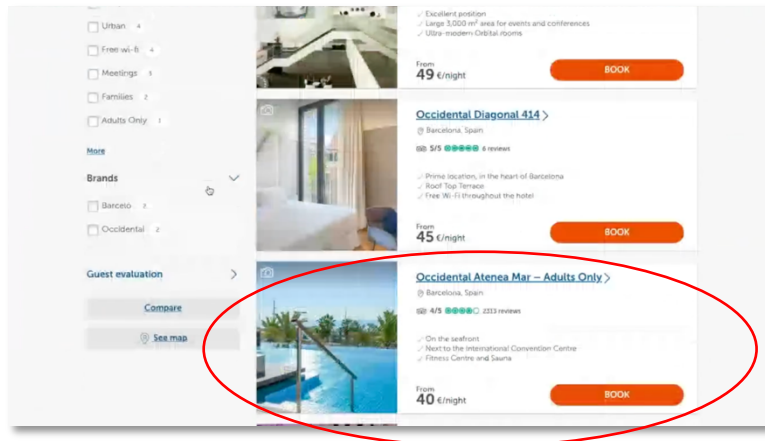 Urban 4
Free wi-fi 4
Meetings 3
Families 2
Adults Only 1
More
Brands
Barcelo 2
Occidental 2
Guest evaluation
Compare
See map
Excellent position
Large 3,000 m² area for events and conferences
Ultra-modern Orbital rooms
From
49 €/night
BOOK
Occidental Diagonal 414
Barcelona, Spain
5/5 6 reviews
Prime location, in the heart of Barcelona
Roof Top Terrace
Free Wi-Fi throughout the hotel
From
45 €/night
BOOK
Occidental Atenea Mar – Adults Only
Barcelona, Spain
4/5 2313 reviews
On the seafront
Next to the International Convention Centre
Fitness Centre and Sauna
From
40 €/night
BOOK